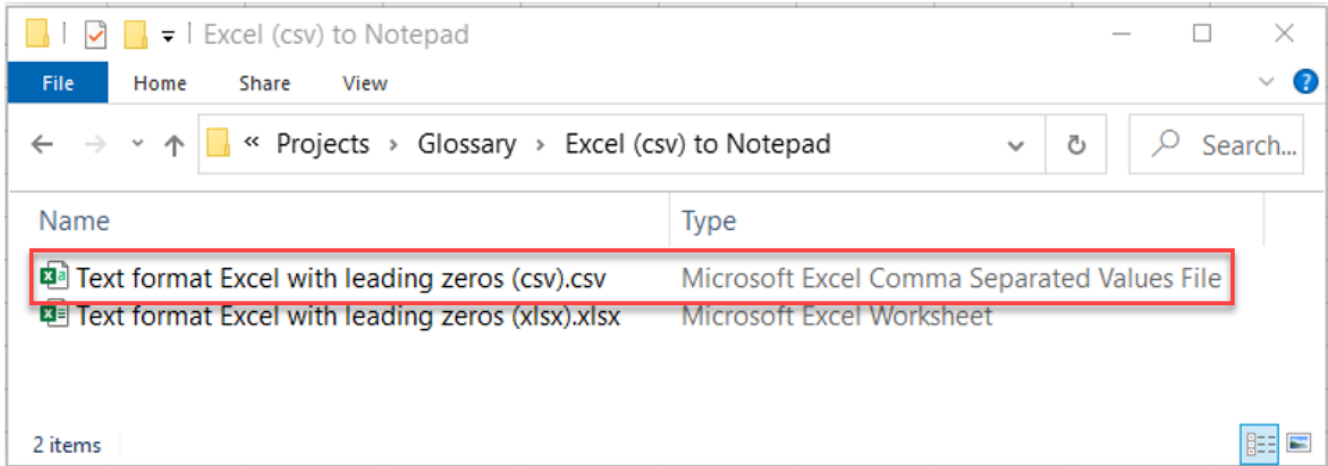 Excel (csv) to Notepad
File Home Share View ?
« Projects › Glossary › Excel (csv) to Notepad Search...
Name Type
Text format Excel with leading zeros (csv).csv Microsoft Excel Comma Separated Values File
Text format Excel with leading zeros (xlsx).xlsx Microsoft Excel Worksheet
2 items